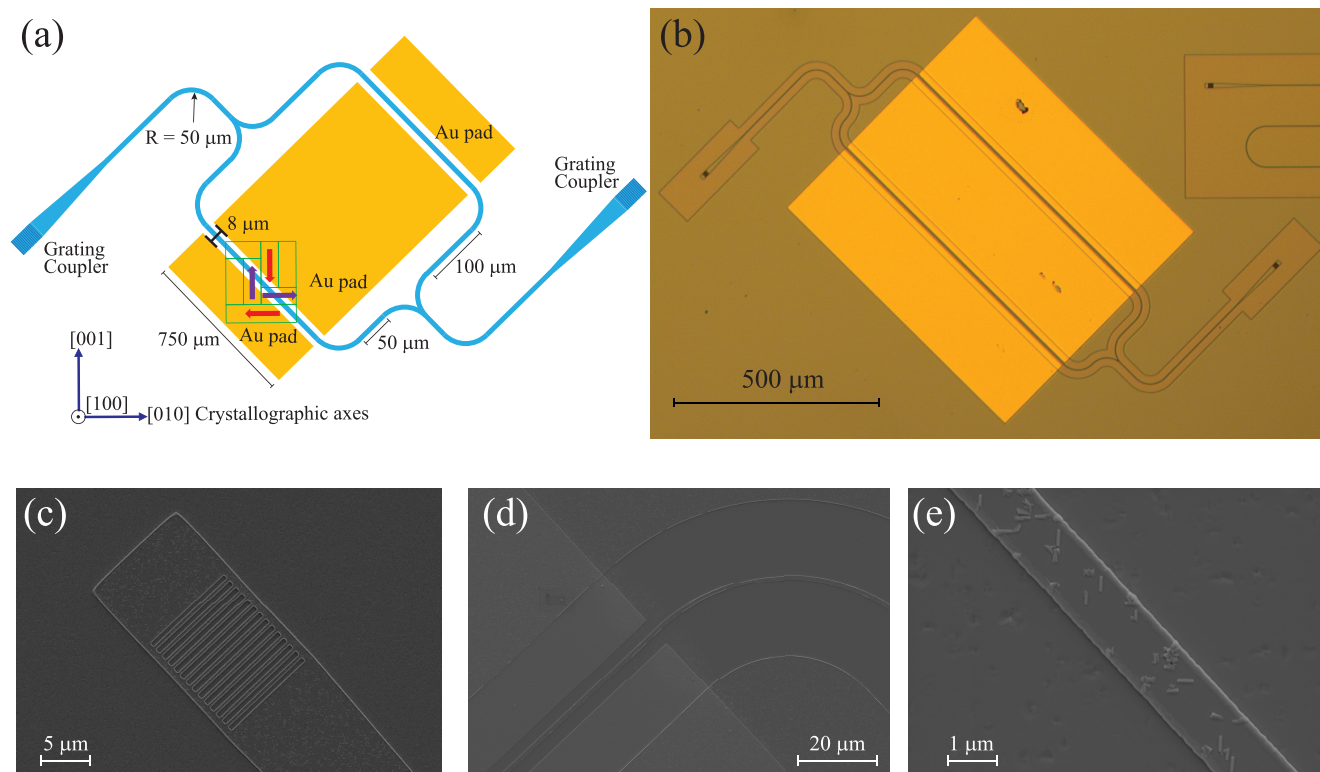 (a)
R = 50 µm
Au pad
Grating
Coupler
8 µm
Grating
Coupler
100 µm
Au pad
Au pad
750 µm
50 µm
[001]
[100]
[010] Crystallographic axes
(b)
500 µm
(c)
5 µm
(d)
20 µm
(e)
1 µm